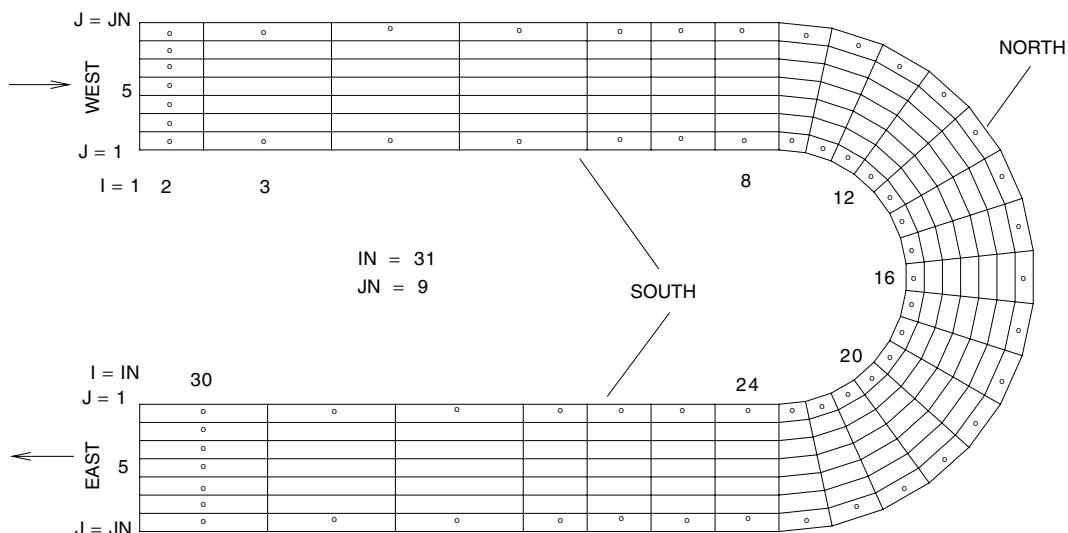 J = JN
WEST
5
J = 1
I = 1 2 3 8
12
NORTH
IN = 31
JN = 9
SOUTH
16
20
I = IN 30 24
J = 1
EAST
5
J = JN